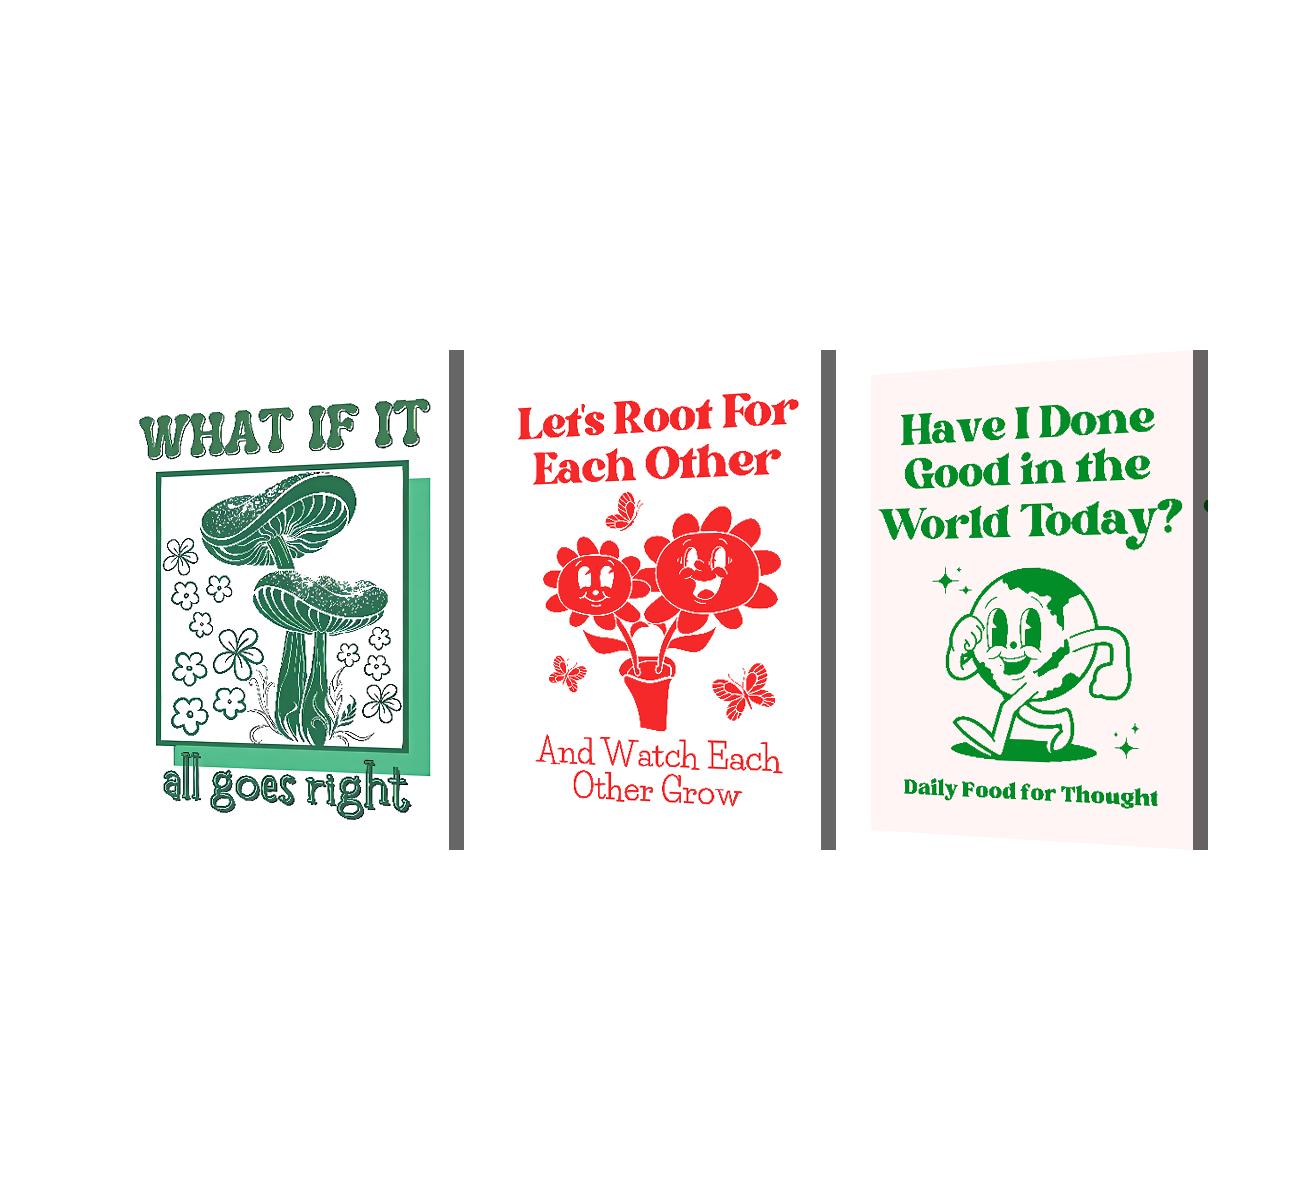 WHAT IF IT
all goes right
Let's Root For
Each Other
And Watch Each
Other Grow
Have I Done
Good in the
World Today?
Daily Food for Thought